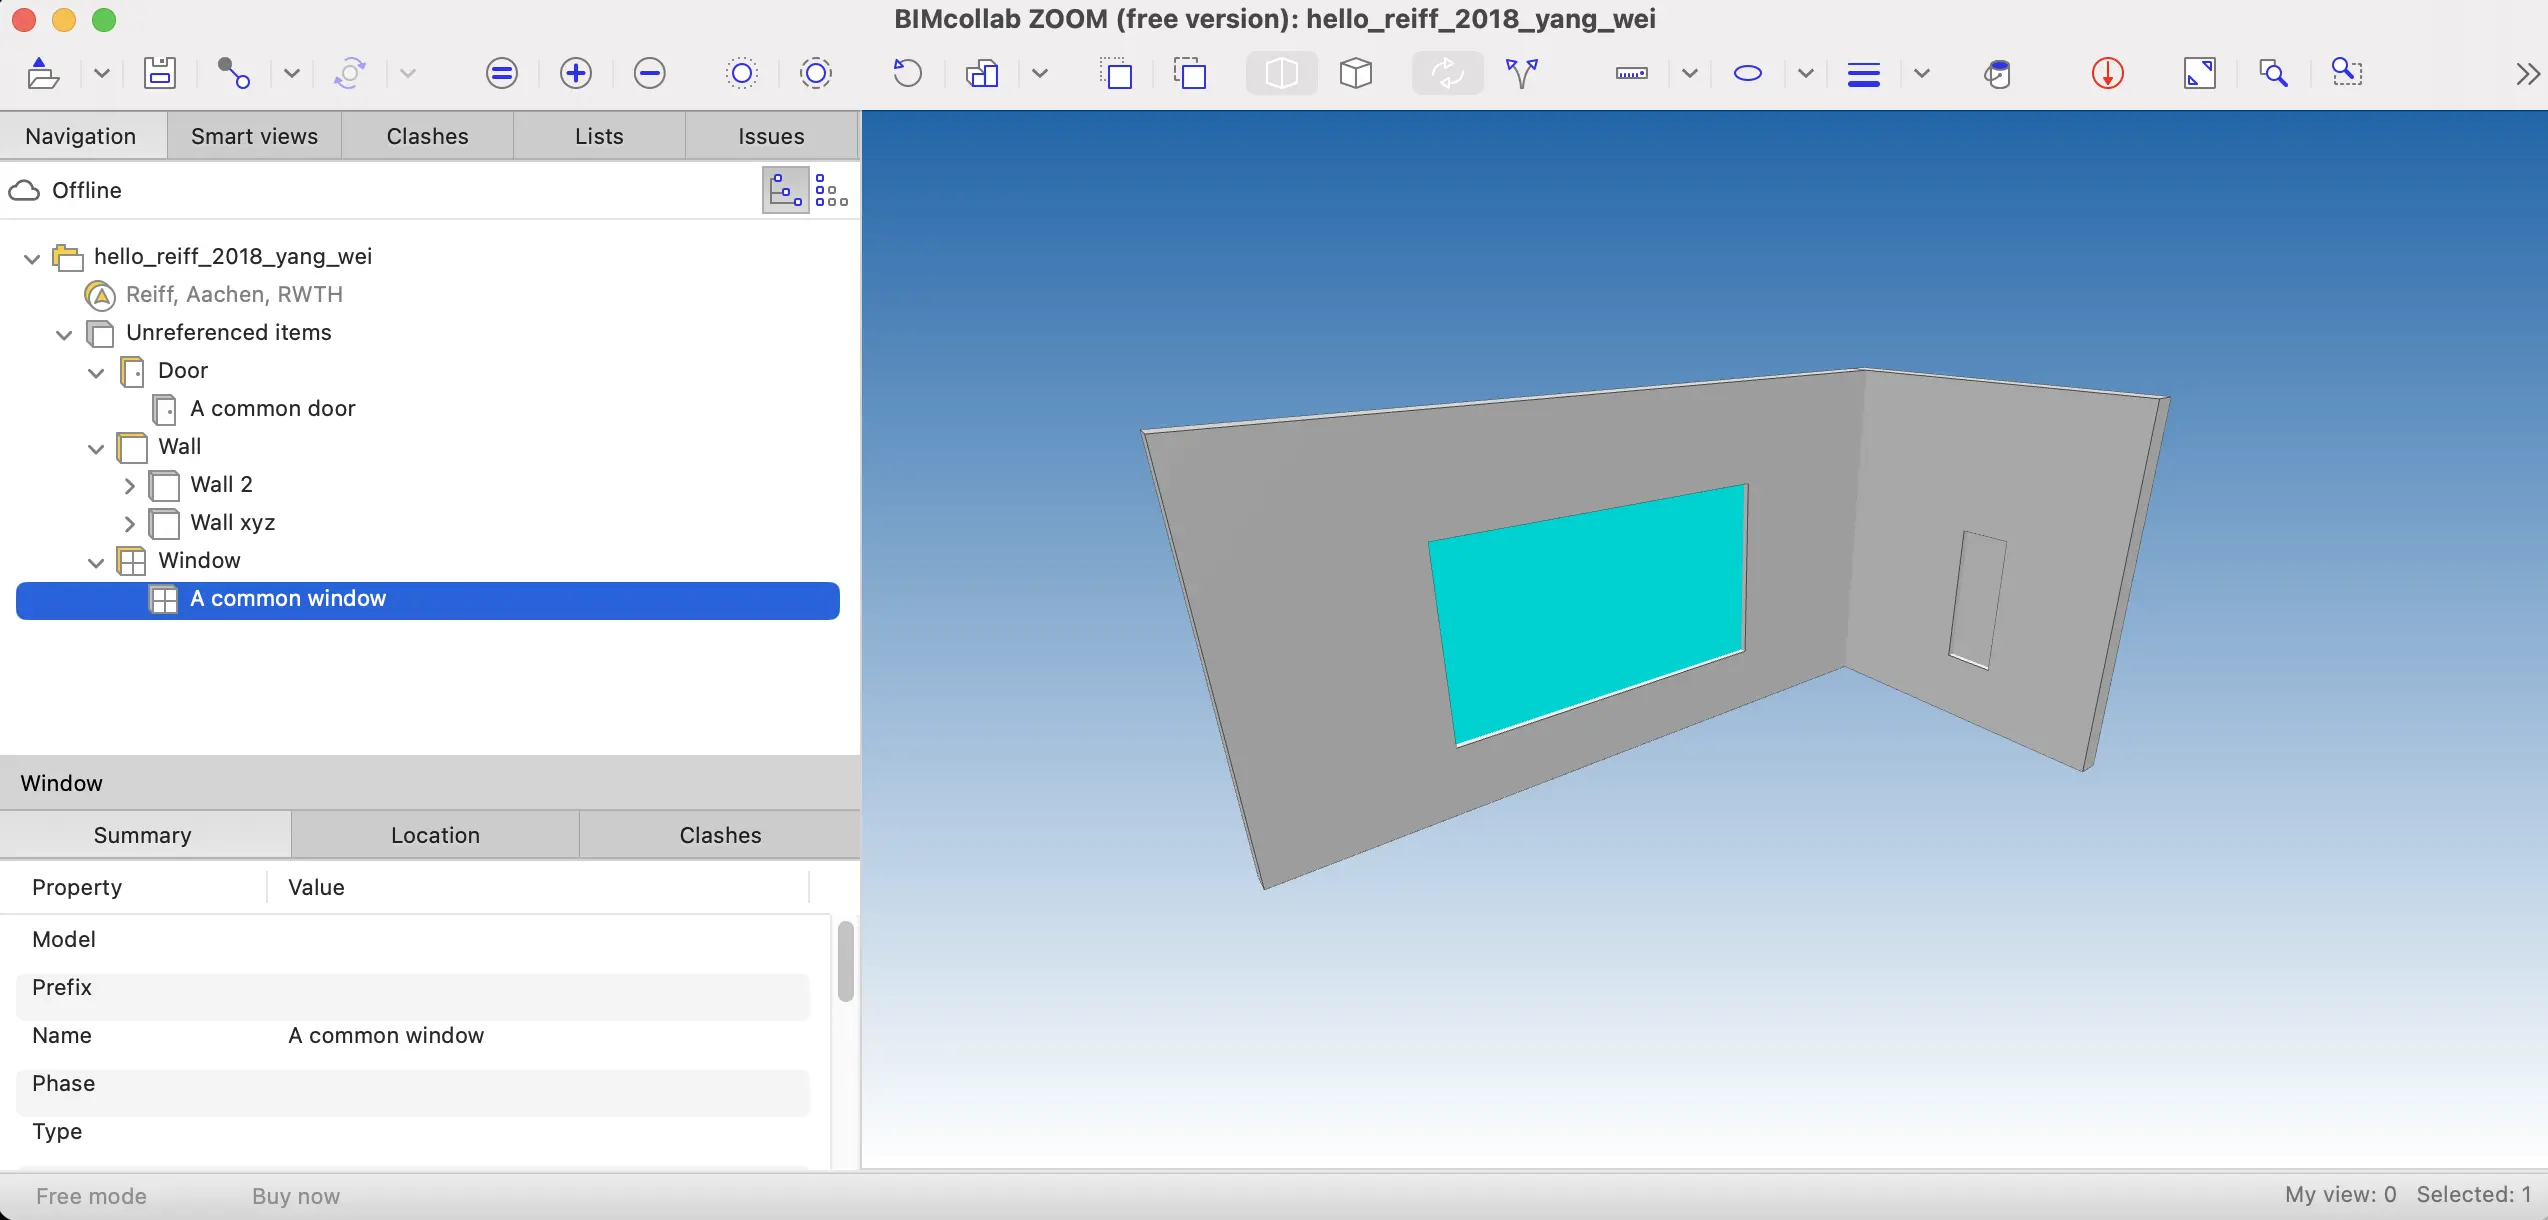 BIMcollab ZOOM (free version): hello_reiff_2018_yang_wei
Navigation Smart views Clashes Lists Issues
Offline
hello_reiff_2018_yang_wei
Reiff, Aachen, RWTH
Unreferenced items
Door
A common door
Wall
Wall 2
Wall xyz
Window
A common window
Window
Summary Location Clashes
Property Value
Model
Prefix
Name A common window
Phase
Type
Free mode Buy now My view: 0 Selected: 1